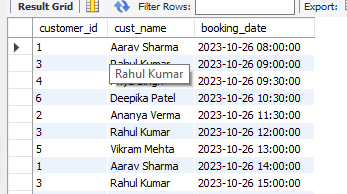 Result Grid Filter Rows: Export:
customer_id cust_name booking_date
1 Aarav Sharma 2023-10-26 08:00:00
3 Rahul Kumar 2023-10-26 09:00:00
Rahul Kumar
4 2023-10-26 09:30:00
6 Deepika Patel 2023-10-26 10:30:00
2 Ananya Verma 2023-10-26 11:30:00
3 Rahul Kumar 2023-10-26 12:00:00
5 Vikram Mehta 2023-10-26 13:00:00
1 Aarav Sharma 2023-10-26 14:00:00
3 Rahul Kumar 2023-10-26 15:00:00